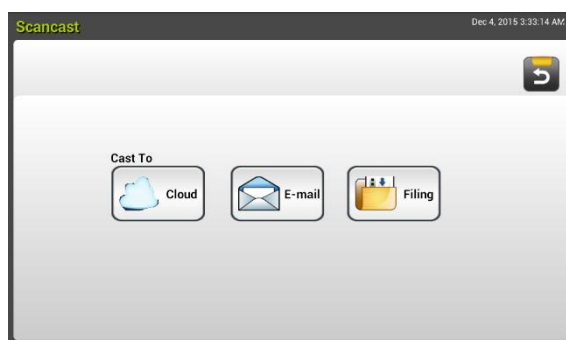 Scancast
Dec 4, 2015 3:33:14 AM
Cast To
Cloud
E-mail
Filing